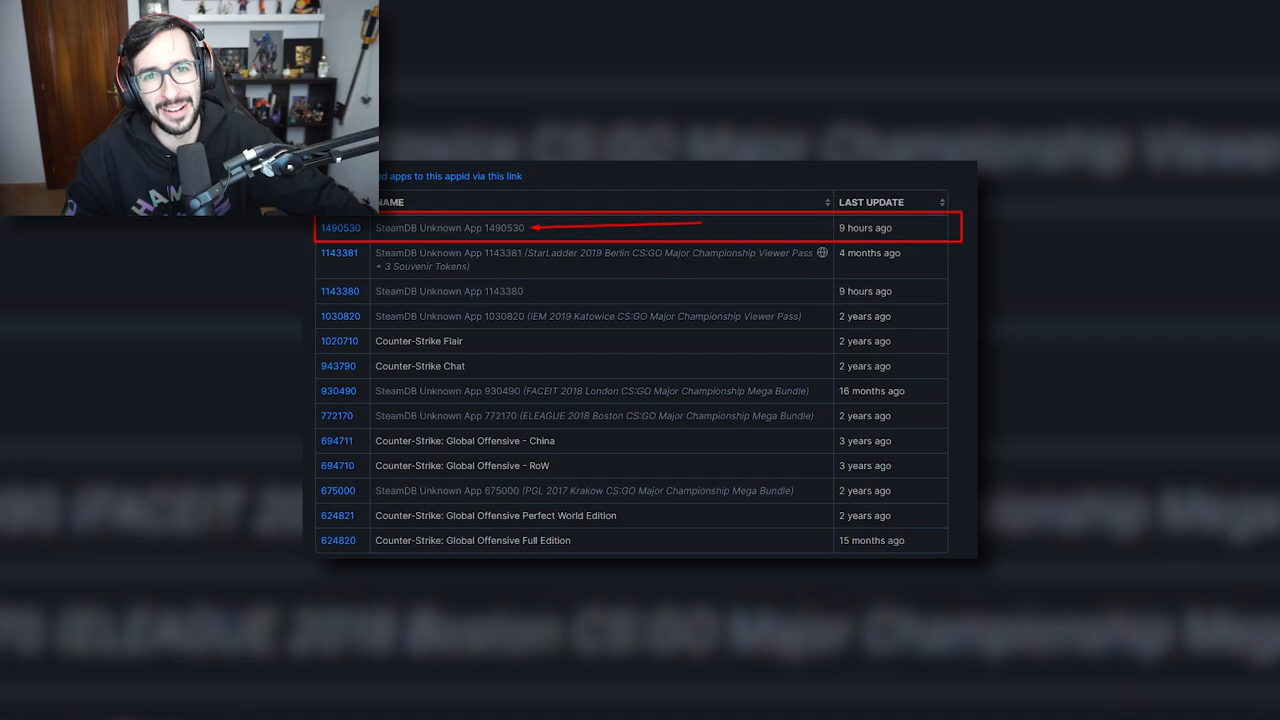 ed apps to this appid via this link
NAME LAST UPDATE
1490530 SteamDB Unknown App 1490530 9 hours ago
1143381 SteamDB Unknown App 1143381 (StarLadder 2019 Berlin CS:GO Major Championship Viewer Pass 4 months ago
+ 3 Souvenir Tokens)
1143380 SteamDB Unknown App 1143380 9 hours ago
1030820 SteamDB Unknown App 1030820 (IEM 2019 Katowice CS:GO Major Championship Viewer Pass) 2 years ago
1020710 Counter-Strike Flair 2 years ago
943790 Counter-Strike Chat 2 years ago
930490 SteamDB Unknown App 930490 (FACEIT 2018 London CS:GO Major Championship Mega Bundle) 16 months ago
772170 SteamDB Unknown App 772170 (ELEAGUE 2018 Boston CS:GO Major Championship Mega Bundle) 2 years ago
694711 Counter-Strike: Global Offensive - China 3 years ago
694710 Counter-Strike: Global Offensive - RoW 3 years ago
675000 SteamDB Unknown App 675000 (PGL 2017 Krakow CS:GO Major Championship Mega Bundle) 2 years ago
624821 Counter-Strike: Global Offensive Perfect World Edition 2 years ago
624820 Counter-Strike: Global Offensive Full Edition 15 months ago